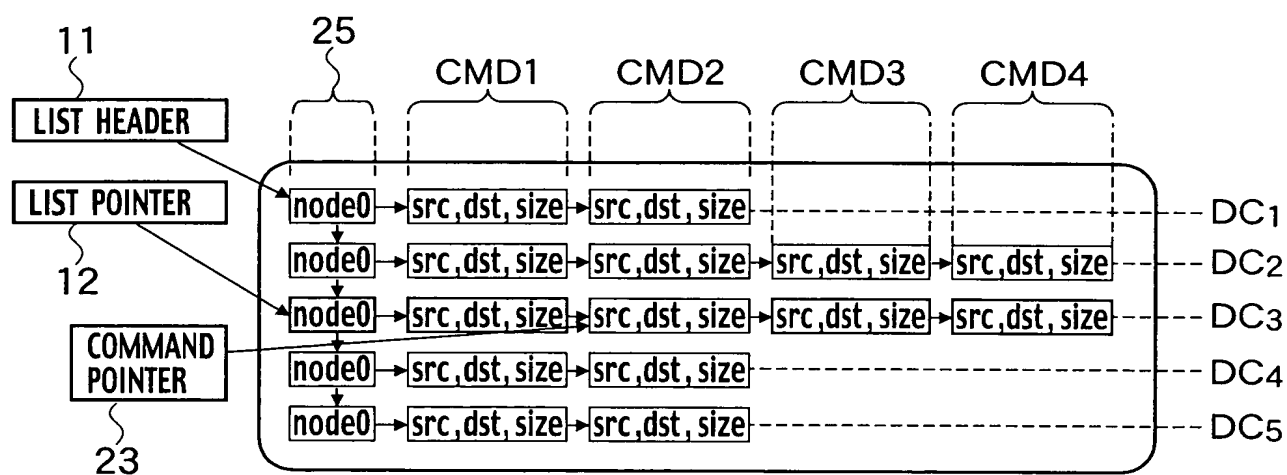 11
25
CMD1 CMD2 CMD3 CMD4
LIST HEADER
LIST POINTER
12
node0 src,dst,size src,dst,size DC1
node0 src,dst,size src,dst,size src,dst,size src,dst,size DC2
node0 src,dst,size src,dst,size src,dst,size src,dst,size DC3
COMMAND
POINTER
23
node0 src,dst,size src,dst,size DC4
node0 src,dst,size src,dst,size DC5